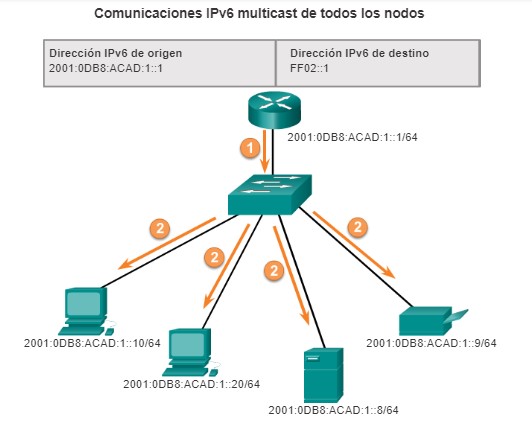 Comunicaciones IPv6 multicast de todos los nodos
Dirección IPv6 de origen
2001:0DB8:ACAD:1::1
Dirección IPv6 de destino
FF02::1
2001:0DB8:ACAD:1::1/64
1
2
2
2
2
2001:0DB8:ACAD:1::10/64
2001:0DB8:ACAD:1::20/64
2001:0DB8:ACAD:1::8/64
2001:0DB8:ACAD:1::9/64